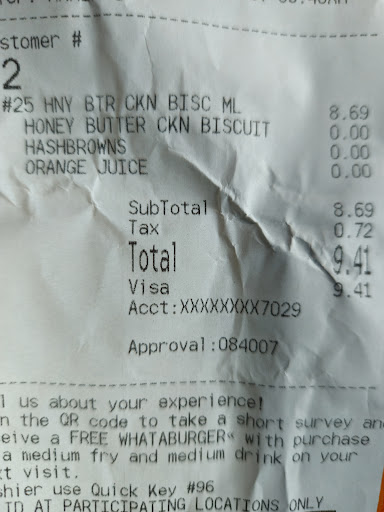 stomer #
2
#25 HNY BTR CKN BISC ML 8.69
HONEY BUTTER CKN BISCUIT 0.00
HASHBROWNS 0.00
ORANGE JUICE 0.00
SubTotal 8.69
Tax 0.72
Total 9.41
Visa 9.41
Acct:XXXXXXXX7029
Approval:084007
l us about your experience!
n the QR code to take a short survey an
eive a FREE WHATABURGER® with purchase
a medium fry and medium drink on your
t visit.
hier use Quick Key #96
ID AT PARTICIPATING LOCATIONS ONLY